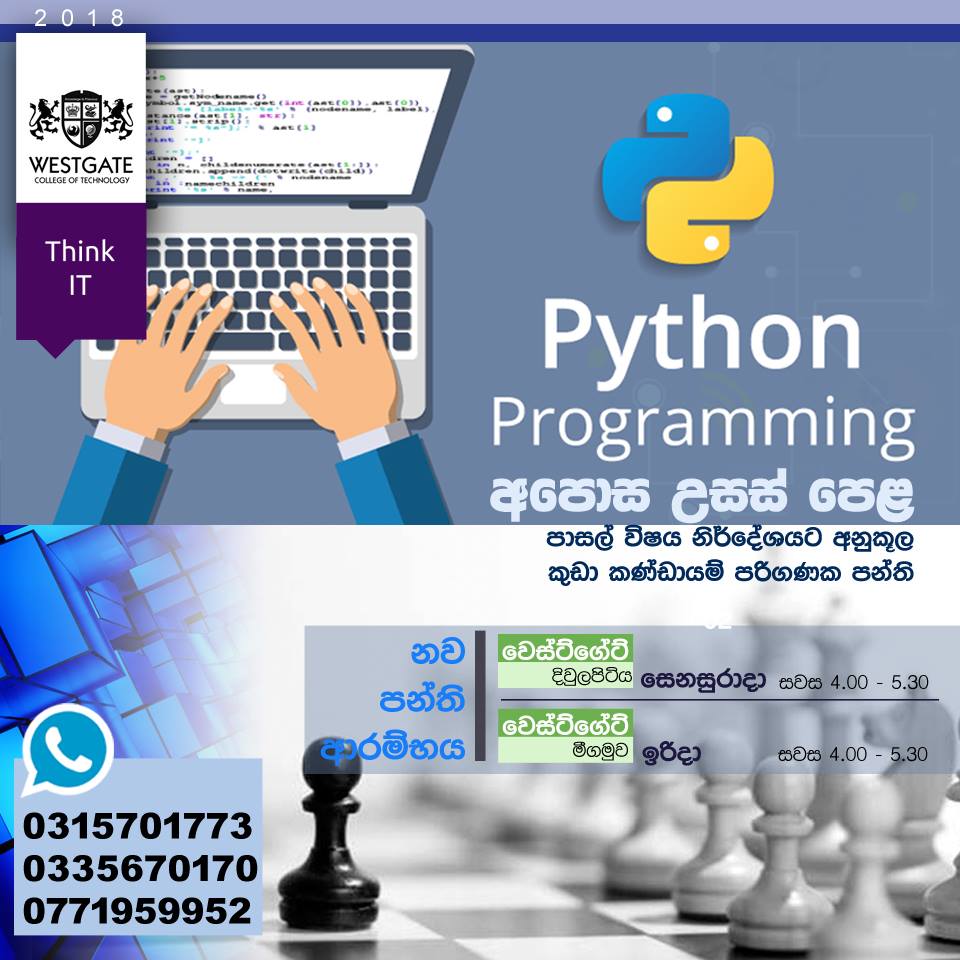 2018
WESTGATE
COLLEGE OF TECHNOLOGY
Think
IT
Python
Programming
අපොස උසස් පෙළ
පාසල් විෂය නිර්දේශයට අනුකූල
කුඩා කණ්ඩායම් පරිගණක පන්ති
නව
පන්ති
ආරම්භය
වෙස්ට්ගේට්
දිවුලපිටිය සෙනසුරාදා සවස 4.00 - 5.30
වෙස්ට්ගේට්
මීගමුව ඉරිදා සවස 4.00 - 5.30
0315701773
0335670170
0771959952